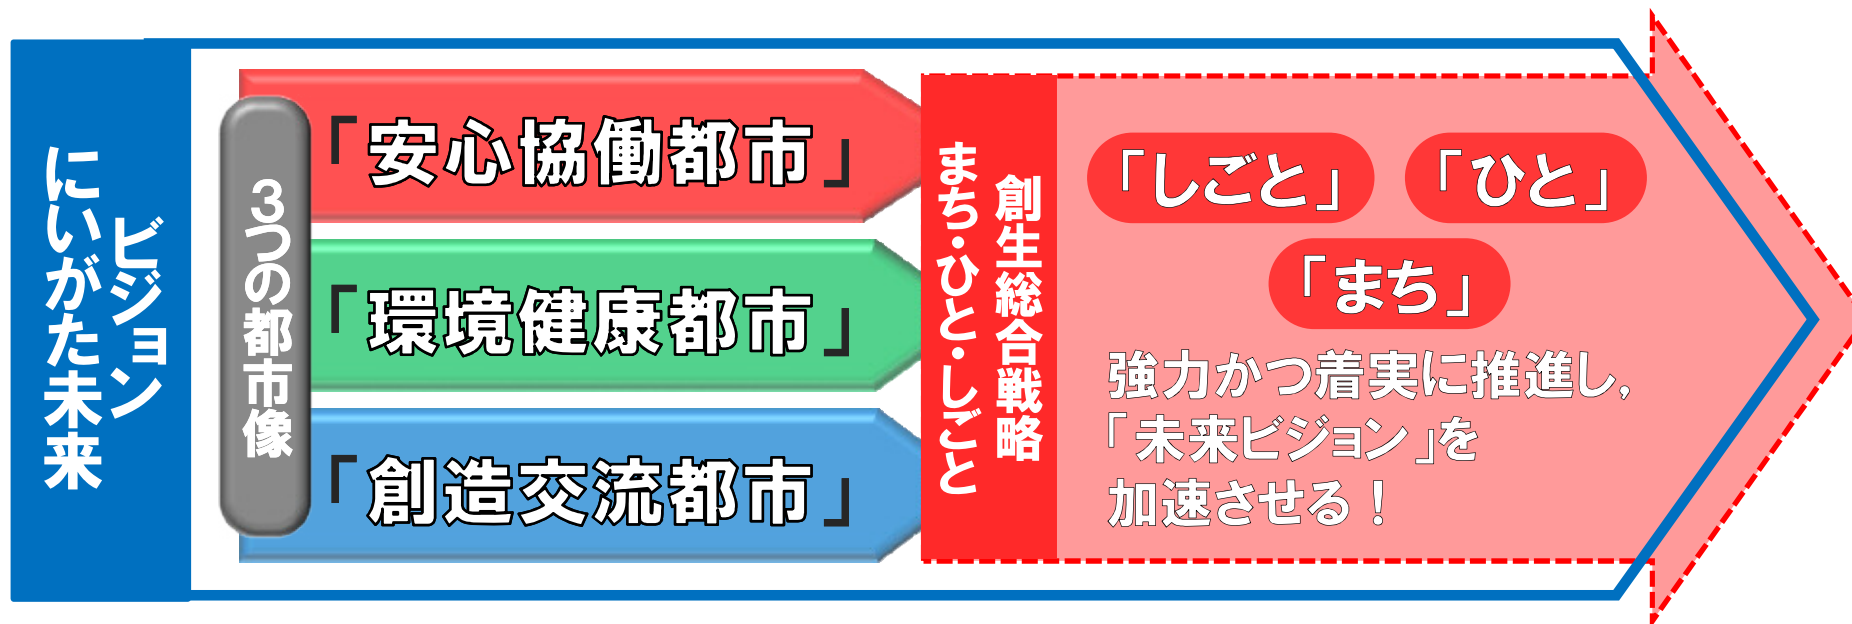 にいがた未来
ビジョン
3つの都市像
「安心協働都市」
「環境健康都市」
「創造交流都市」
まち・ひと・しごと
創生総合戦略
「しごと」
「ひと」
「まち」
強力かつ着実に推進し，
「未来ビジョン」を
加速させる！